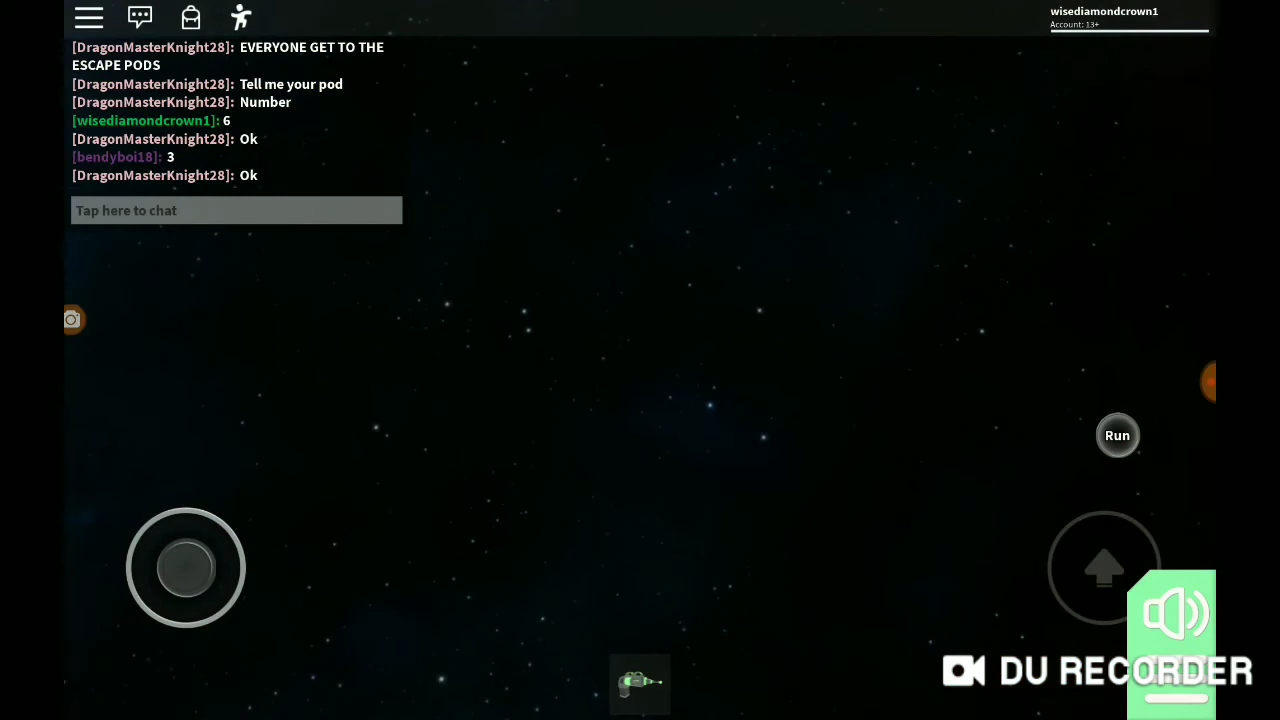 wisediamondcrown1
Account: 13+
[DragonMasterKnight28]: EVERYONE GET TO THE
ESCAPE PODS
[DragonMasterKnight28]: Tell me your pod
[DragonMasterKnight28]: Number
[wisediamondcrown1]: 6
[DragonMasterKnight28]: Ok
[bendyboi18]: 3
[DragonMasterKnight28]: Ok
Tap here to chat
Run
DU RECORDER